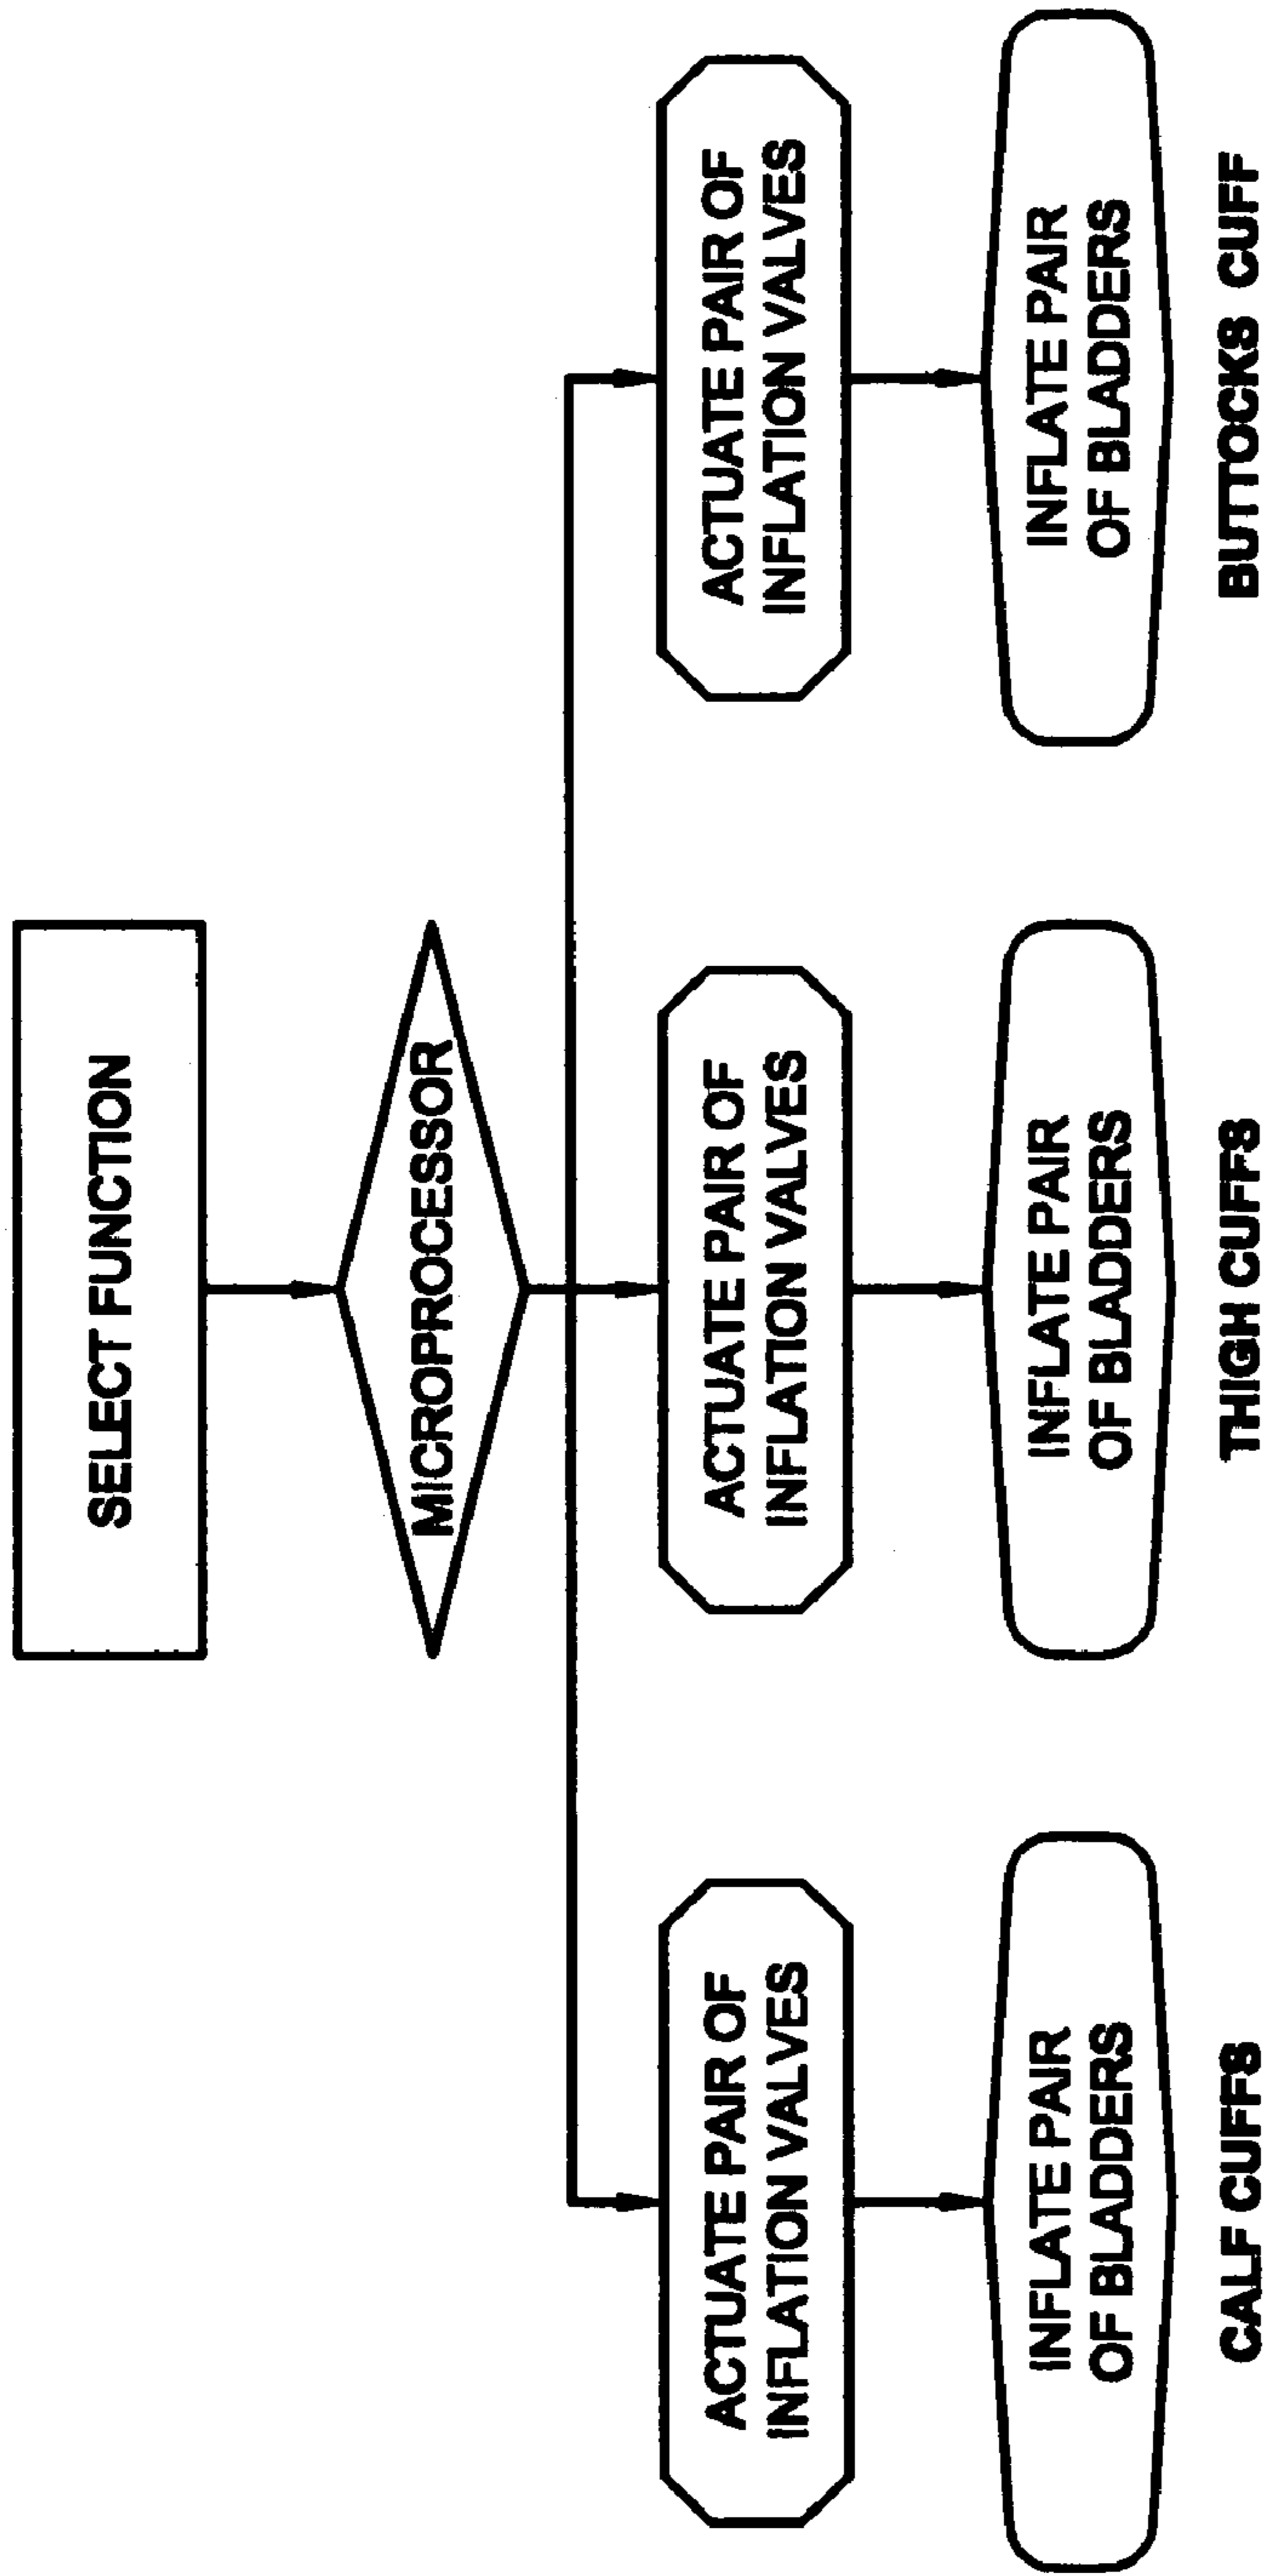 SELECT FUNCTION
MICROPROCESSOR
ACTUATE PAIR OF
INFLATION VALVES
ACTUATE PAIR OF
INFLATION VALVES
ACTUATE PAIR OF
INFLATION VALVES
INFLATE PAIR
OF BLADDERS
INFLATE PAIR
OF BLADDERS
INFLATE PAIR
OF BLADDERS
CALF CUFFS
THIGH CUFFS
BUTTOCKS CUFF